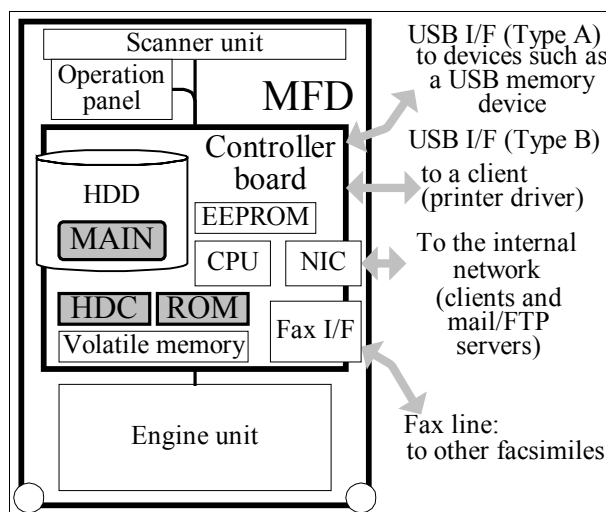 Scanner unit
Operation
panel
MFD
Controller
board
HDD
MAIN
EEPROM
CPU
NIC
HDC
ROM
Volatile memory
Fax I/F
Engine unit
USB I/F (Type A)
to devices such as
a USB memory
device
USB I/F (Type B)
to a client
(printer driver)
To the internal
network
(clients and
mail/FTP
servers)
Fax line:
to other facsimiles